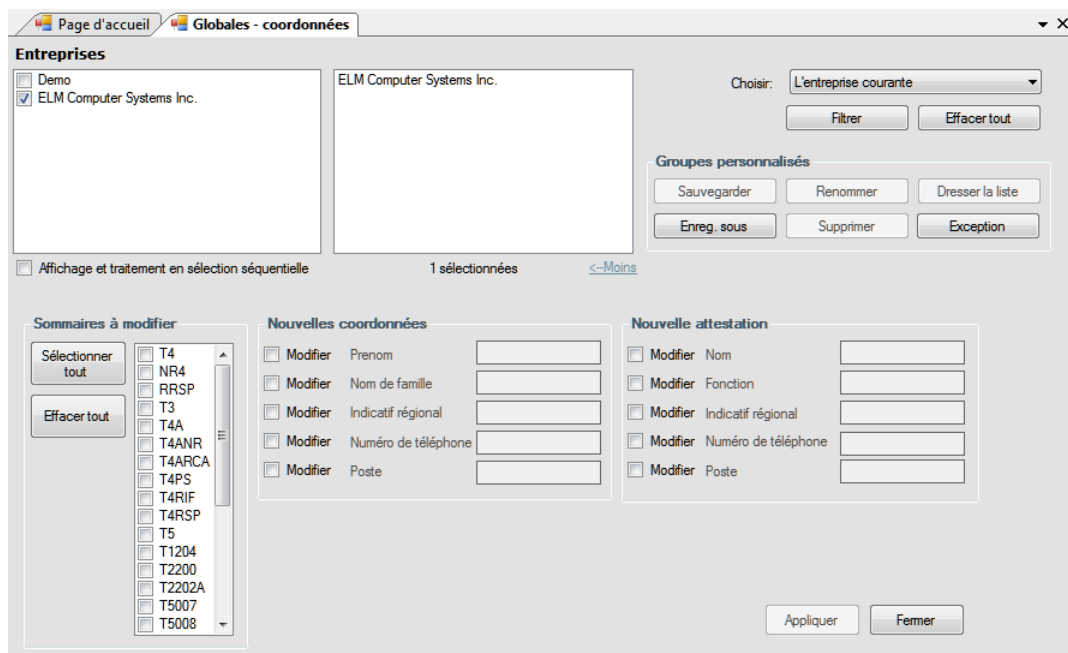 Page d'accueil
Globales - coordonnées
Entreprises
Demo
ELM Computer Systems Inc.
ELM Computer Systems Inc.
Choisir: L'entreprise courante
Filtrer
Effacer tout
Groupes personnalisés
Sauvegarder
Renommer
Dresser la liste
Enreg. sous
Supprimer
Exception
Affichage et traitement en sélection séquentielle
1 sélectionnées
<--Moins
Sommaires à modifier
Sélectionner
tout
Effacer tout
T4
NR4
RRSP
T3
T4A
T4ANR
T4ARCA
T4PS
T4RIF
T4RSP
T5
T1204
T2200
T2202A
T5007
T5008
Nouvelles coordonnées
Modifier Prenom
Modifier Nom de famille
Modifier Indicatif régional
Modifier Numéro de téléphone
Modifier Poste
Nouvelle attestation
Modifier Nom
Modifier Fonction
Modifier Indicatif régional
Modifier Numéro de téléphone
Modifier Poste
Appliquer
Fermer